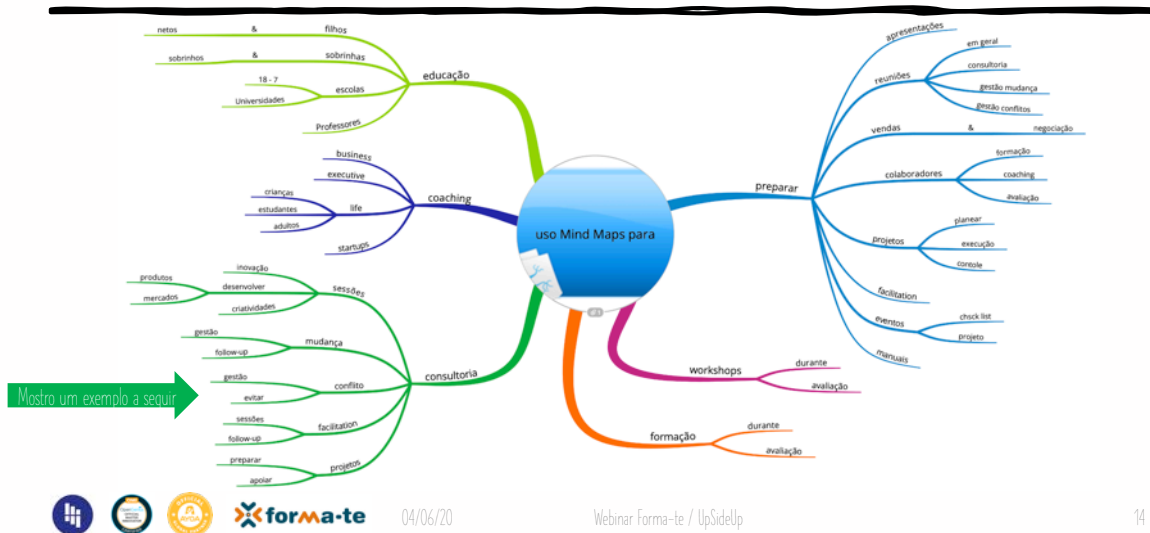 uso Mind Maps para
educação
netos & filhos
sobrinhos & sobrinhas
escolas
18 - 7
Universidades
Professores
coaching
business
executive
life
crianças
estudantes
adultos
startups
consultoria
sessões
inovação
desenvolver
produtos
mercados
criatividades
mudança
gestão
follow-up
conflito
gestão
evitar
facilitation
sessões
follow-up
projetos
preparar
apoiar
preparar
apresentações
reuniões
em geral
consultoria
gestão mudança
gestão conflitos
vendas & negociação
colaboradores
formação
coaching
avaliação
projetos
planear
execução
controle
facilitation
eventos
chsck list
projeto
manuais
workshops
durante
avaliação
formação
durante
avaliação
Mostro um exemplo a seguir
forma-te
04/06/20
Webinar Forma-te / UpSideUp
14